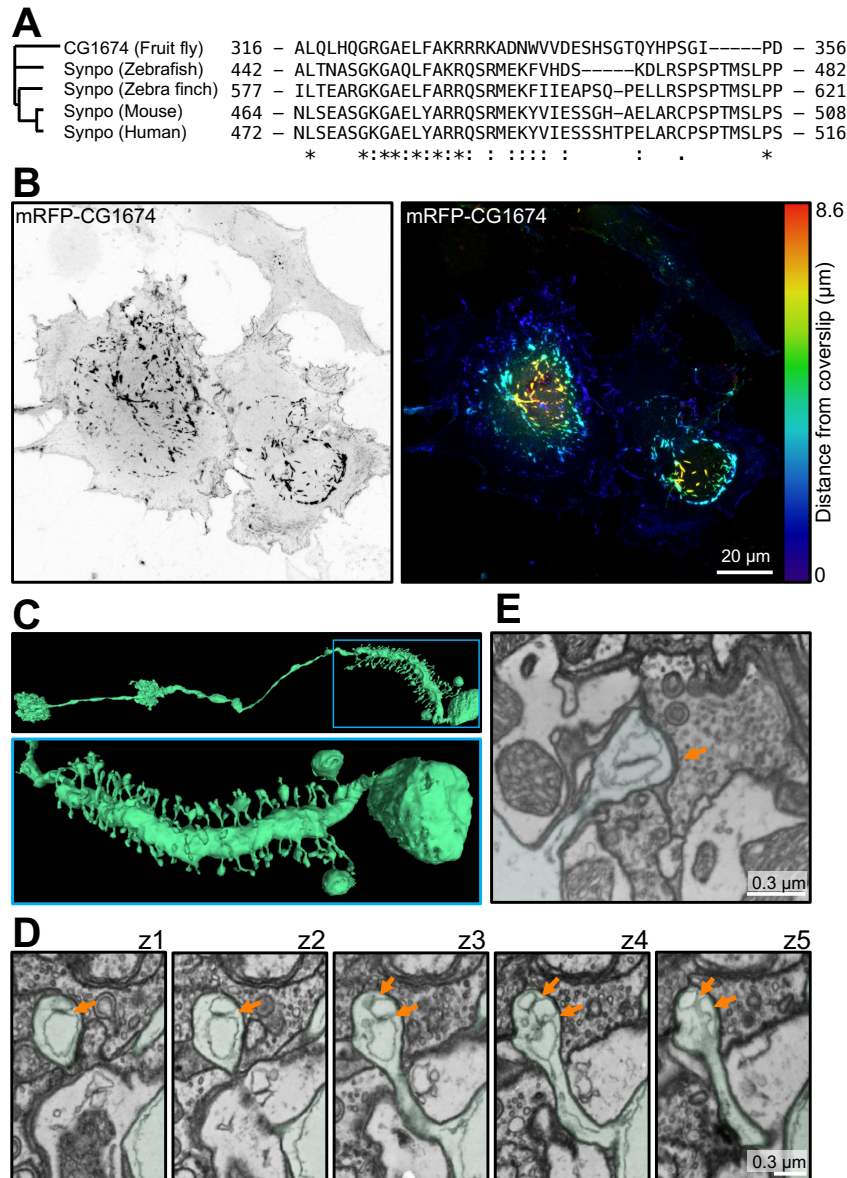 A
CG1674 (Fruit fly) 316 – ALQLHQGRGAELFAKRRRKADNWVVDESHSGTQYHPSGI-----PD – 356
Synpo (Zebrafish) 442 – ALTNASGKGAQLFAKRQSRMEKFVHDS-----KDLRSPSPTMSLPP – 482
Synpo (Zebra finch) 577 – ILTEARGKGAELFAKRQSRMEKFIIEAPSQ-PELLRSPSPTMSLPP – 621
Synpo (Mouse) 464 – NLSEASGKGAELYARRQSRMEKYVIESSGH-AELARCPSPTMSLPS – 508
Synpo (Human) 472 – NLSEASGKGAELYARRQSRMEKYVIESSSHTPELARCPSPTMSLPS – 516
* *:**:*:**:* : :::: : : . *
B
mRFP-CG1674
mRFP-CG1674
8.6
Distance from coverslip (μm)
0
20 μm
C
E
0.3 μm
D
z1 z2 z3 z4 z5
0.3 μm